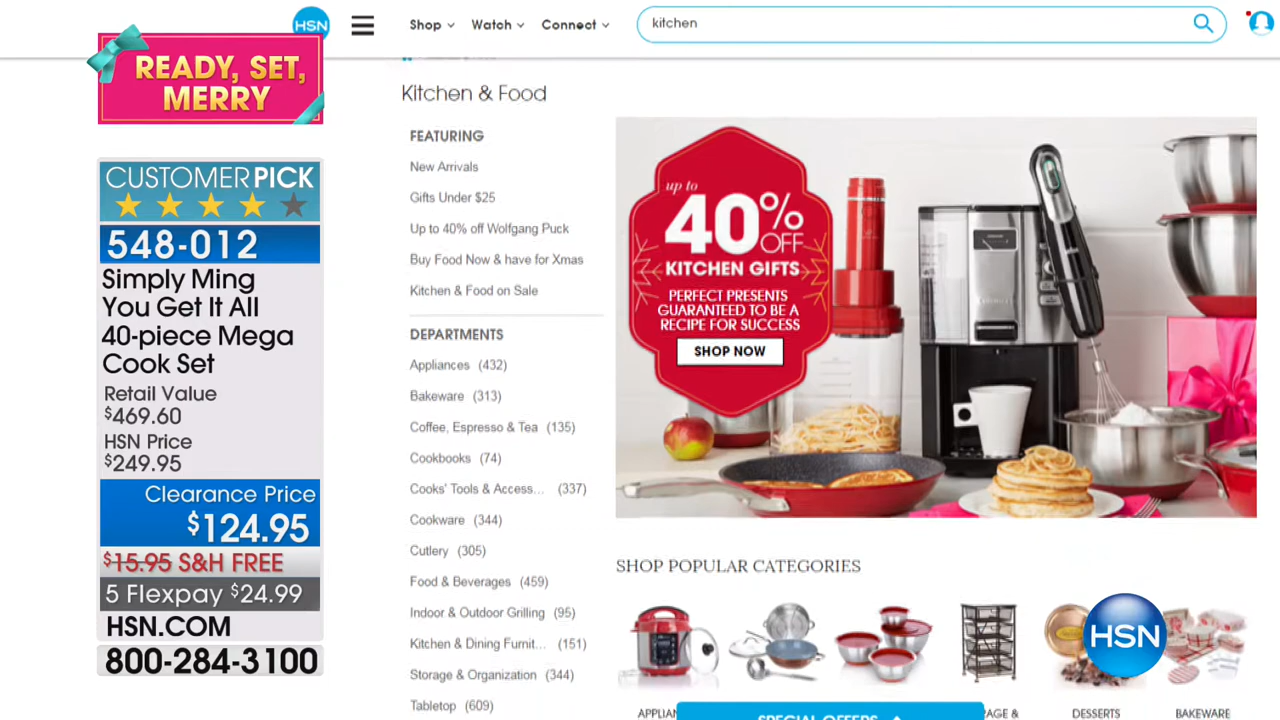 HSN
Shop
Watch
Connect
kitchen
READY, SET,
MERRY
CUSTOMER PICK
548-012
Simply Ming
You Get It All
40-piece Mega
Cook Set
Retail Value
$469.60
HSN Price
$249.95
Clearance Price
$124.95
$15.95 S&H FREE
5 Flexpay $24.99
HSN.COM
800-284-3100
Kitchen & Food
FEATURING
New Arrivals
Gifts Under $25
Up to 40% off Wolfgang Puck
Buy Food Now & have for Xmas
Kitchen & Food on Sale
DEPARTMENTS
Appliances (432)
Bakeware (313)
Coffee, Espresso & Tea (135)
Cookbooks (74)
Cooks' Tools & Access... (337)
Cookware (344)
Cutlery (305)
Food & Beverages (459)
Indoor & Outdoor Grilling (95)
Kitchen & Dining Furnit... (151)
Storage & Organization (344)
Tabletop (609)
up to
40% OFF
KITCHEN GIFTS
PERFECT PRESENTS
GUARANTEED TO BE A
RECIPE FOR SUCCESS
SHOP NOW
SHOP POPULAR CATEGORIES
HSN
DESSERTS
BAKEWARE
SPECIAL OFFERS